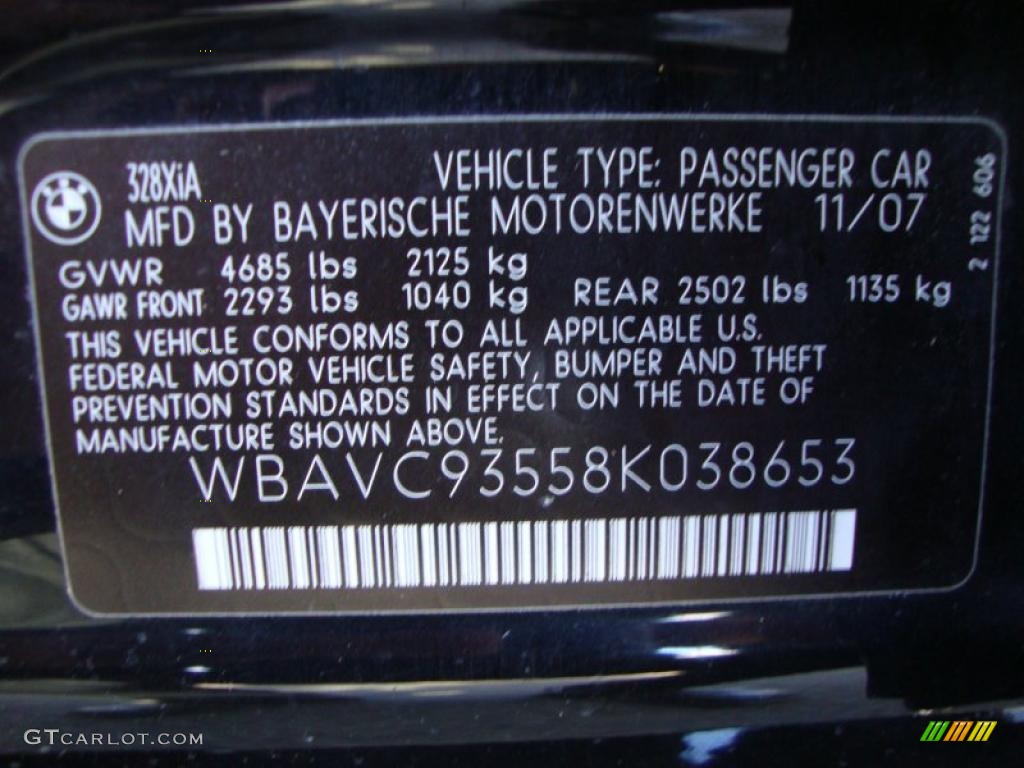 328XiA VEHICLE TYPE: PASSENGER CAR
MFD BY BAYERISCHE MOTORENWERKE 11/07
GVWR 4685 lbs 2125 kg
GAWR FRONT 2293 lbs 1040 kg REAR 2502 lbs 1135 kg
THIS VEHICLE CONFORMS TO ALL APPLICABLE U.S.
FEDERAL MOTOR VEHICLE SAFETY, BUMPER AND THEFT
PREVENTION STANDARDS IN EFFECT ON THE DATE OF
MANUFACTURE SHOWN ABOVE.
WBAVC93558K038653
2 122 606
GTCARLOT.COM